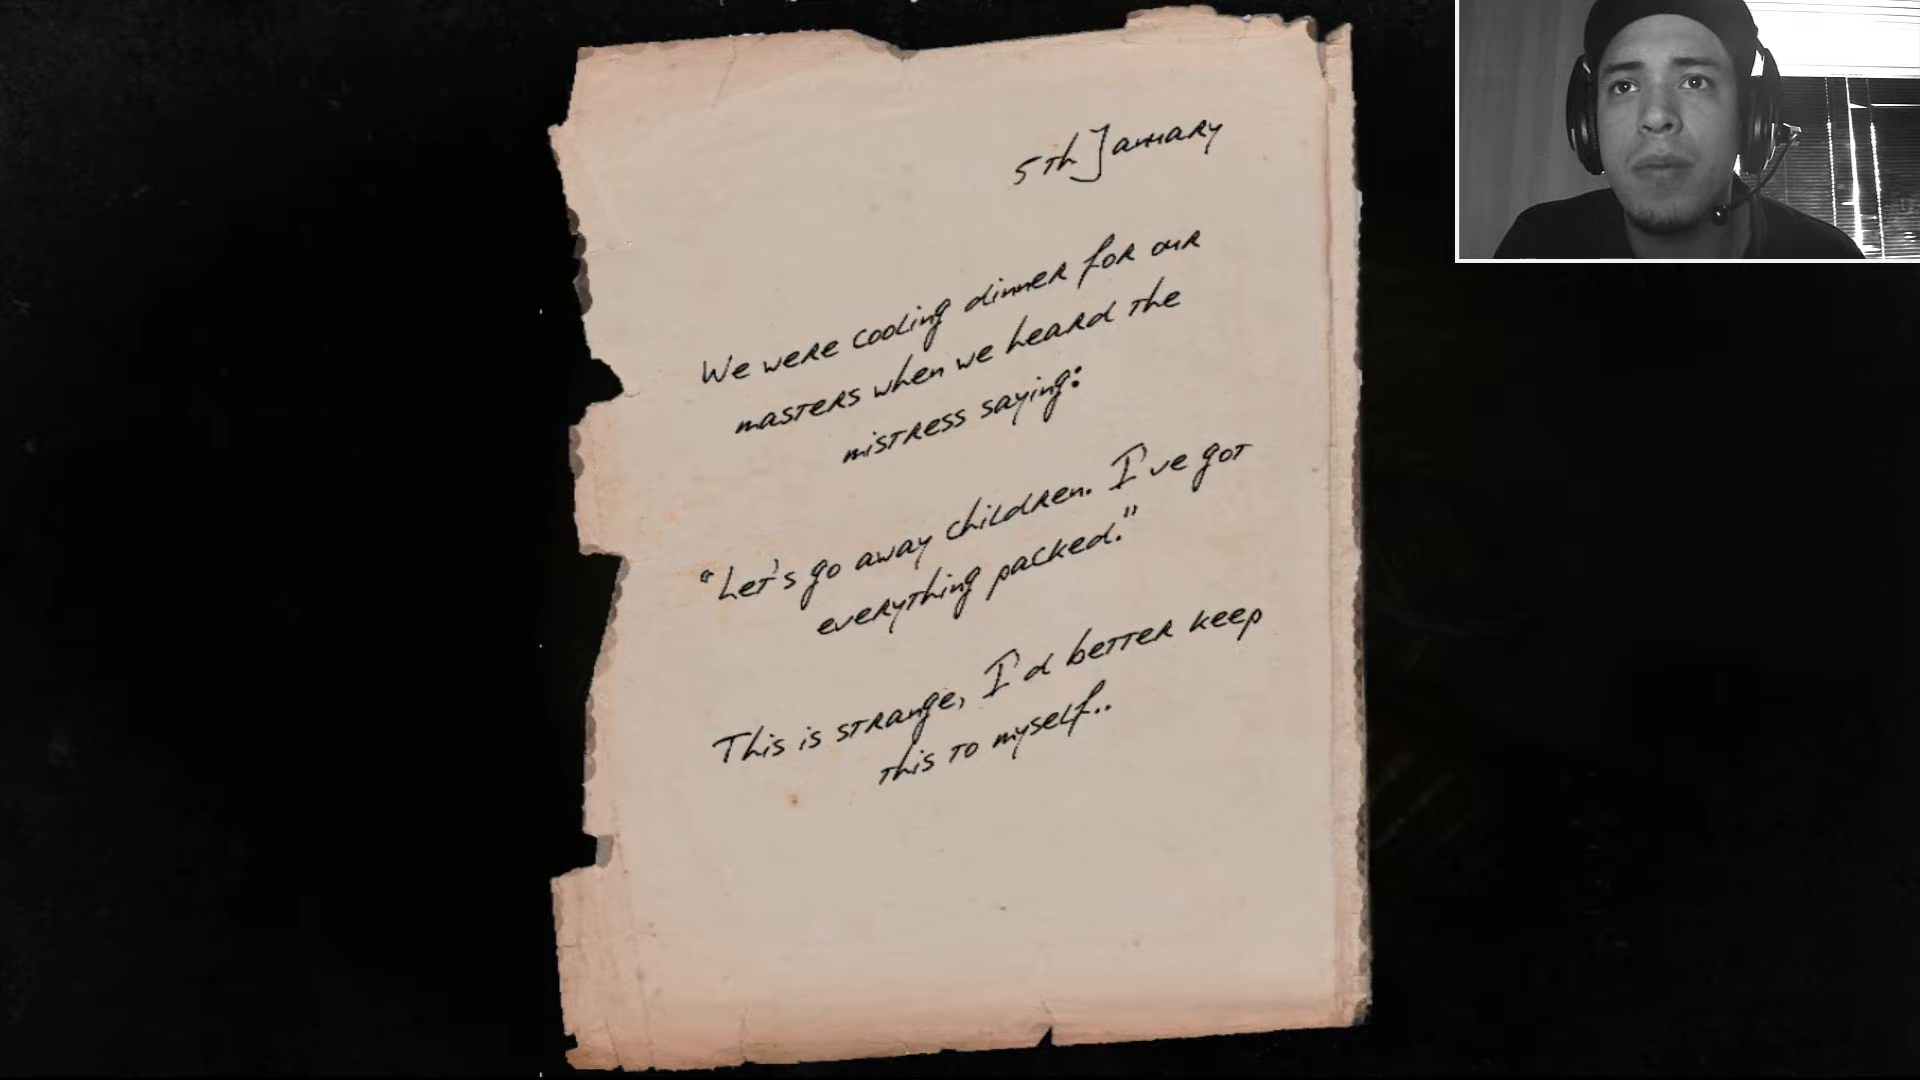 5th January
We were cooking dinner for our
masters when we heard the
mistress saying:
"Let's go away children. I've got
everything packed."
This is strange, I'd better keep
this to myself..